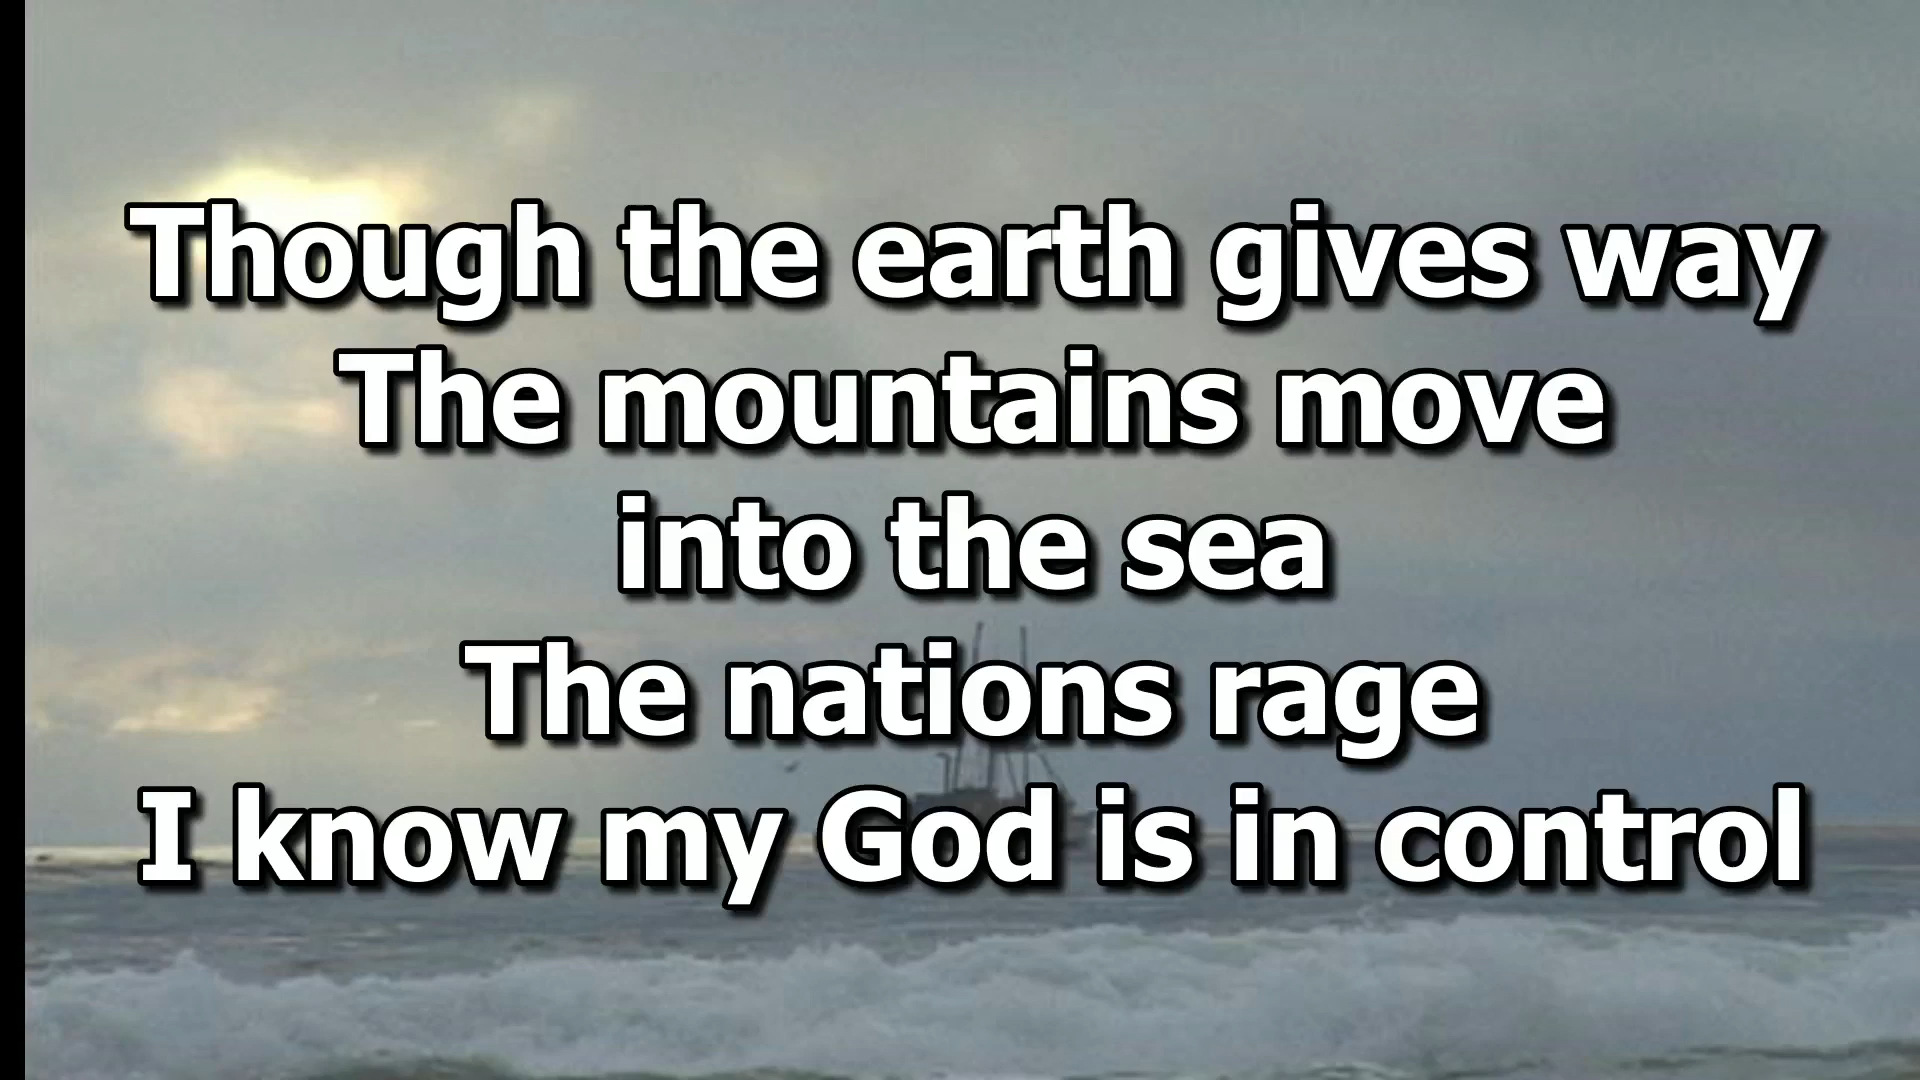 Though the earth gives way
The mountains move
into the sea
The nations rage
I know my God is in control